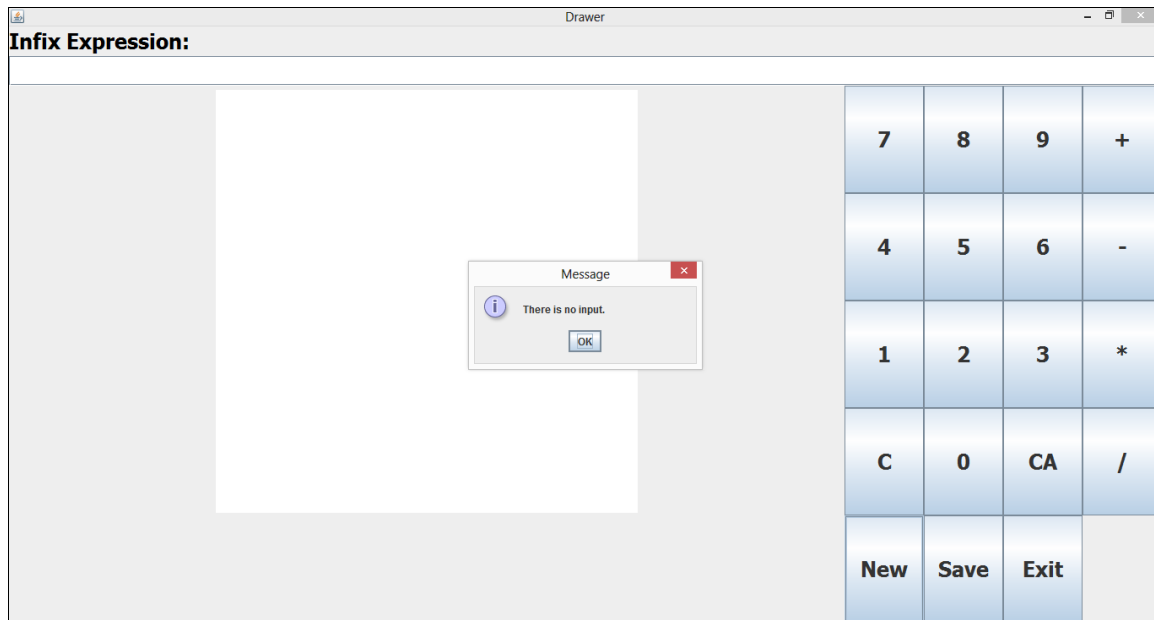 Drawer
Infix Expression:
7 8 9 +
4 5 6 -
Message
There is no input.
OK
1 2 3 *
C 0 CA /
New Save Exit